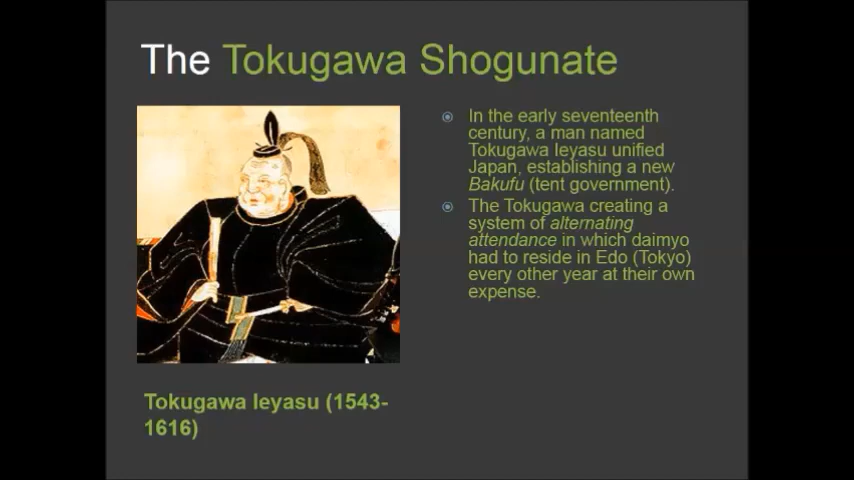 The Tokugawa Shogunate
In the early seventeenth
century, a man named
Tokugawa Ieyasu unified
Japan, establishing a new
Bakufu (tent government).
The Tokugawa creating a
system of alternating
attendance in which daimyo
had to reside in Edo (Tokyo)
every other year at their own
expense.
Tokugawa Ieyasu (1543-
1616)